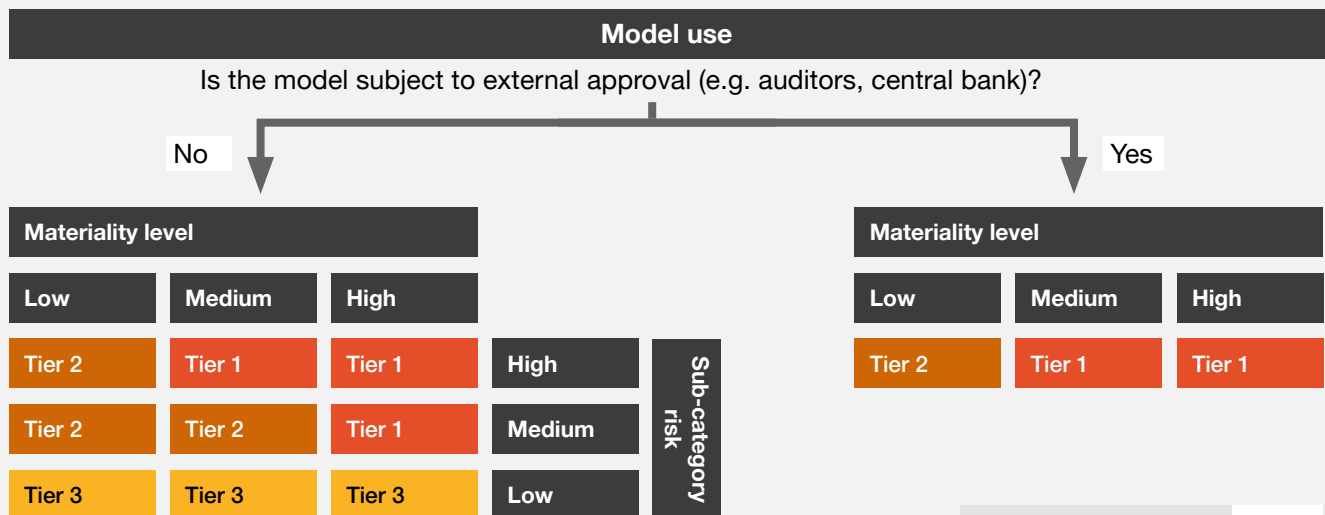 Model use
Is the model subject to external approval (e.g. auditors, central bank)?
No
Yes
Materiality level
Materiality level
Low Medium High
Low Medium High
Tier 2 Tier 1 Tier 1 High
Tier 2 Tier 1 Tier 1
Tier 2 Tier 2 Tier 1 Medium
Tier 3 Tier 3 Tier 3 Low
Sub-category
risk